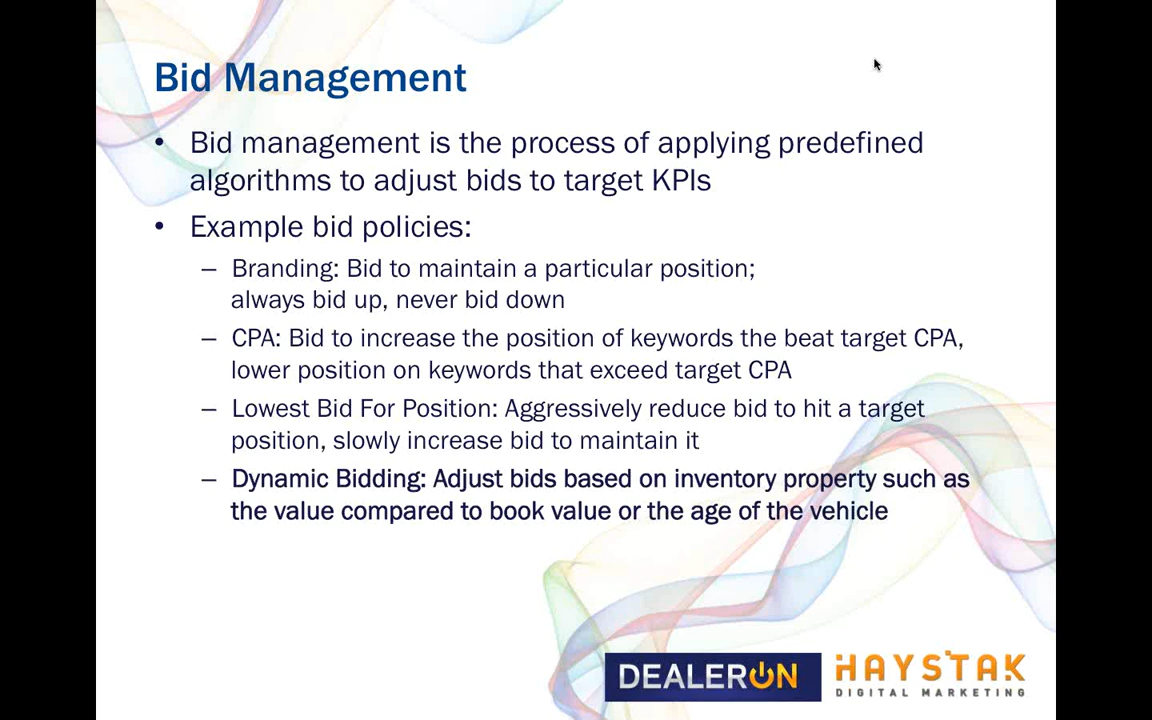 Bid Management
• Bid management is the process of applying predefined
algorithms to adjust bids to target KPIs
• Example bid policies:
– Branding: Bid to maintain a particular position;
always bid up, never bid down
– CPA: Bid to increase the position of keywords the beat target CPA,
lower position on keywords that exceed target CPA
– Lowest Bid For Position: Aggressively reduce bid to hit a target
position, slowly increase bid to maintain it
– Dynamic Bidding: Adjust bids based on inventory property such as
the value compared to book value or the age of the vehicle
DEALERON
HAYSTAK
DIGITAL MARKETING